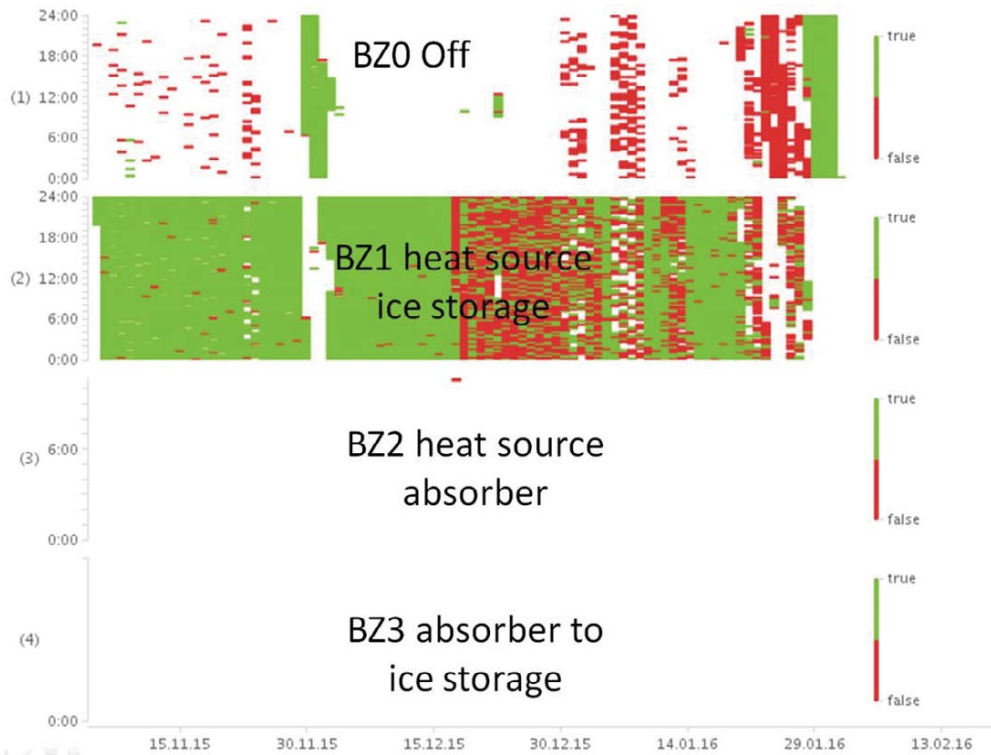 24:00
BZ0 Off
true
18:00
(1) 12:00
6:00
false
0:00
24:00
true
18:00
BZ1 heat source
(2) 12:00
ice storage
6:00
false
0:00
true
BZ2 heat source
(3) 6:00
absorber
false
0:00
true
BZ3 absorber to
(4)
ice storage
false
0:00
15.11.15 30.11.15 15.12.15 30.12.15 14.01.16 29.01.16 13.02.16